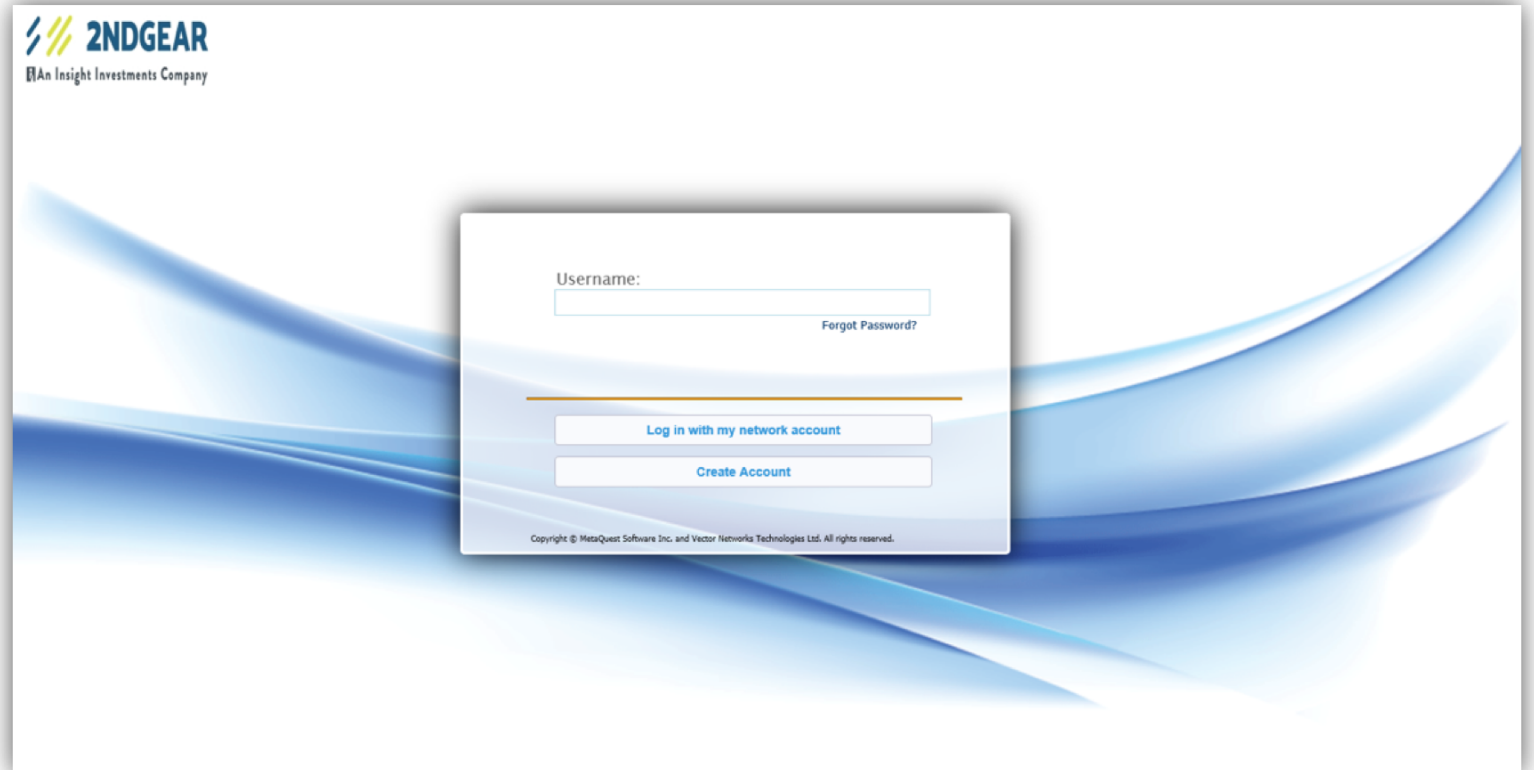 2NDGEAR
An Insight Investments Company
Username:
Forgot Password?
Log in with my network account
Create Account
Copyright © MetaQuest Software Inc. and Vector Networks Technologies Ltd. All rights reserved.